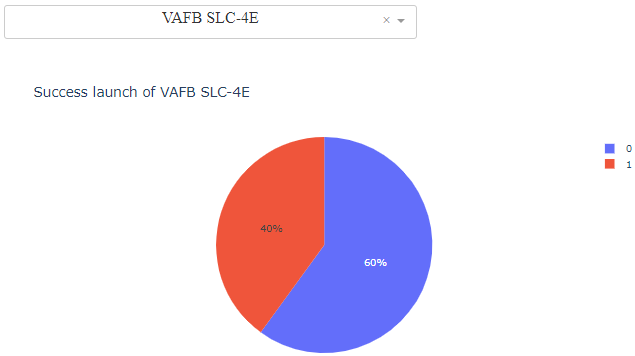 VAFB SLC-4E × 
Success launch of VAFB SLC-4E
0
1
40%
60%